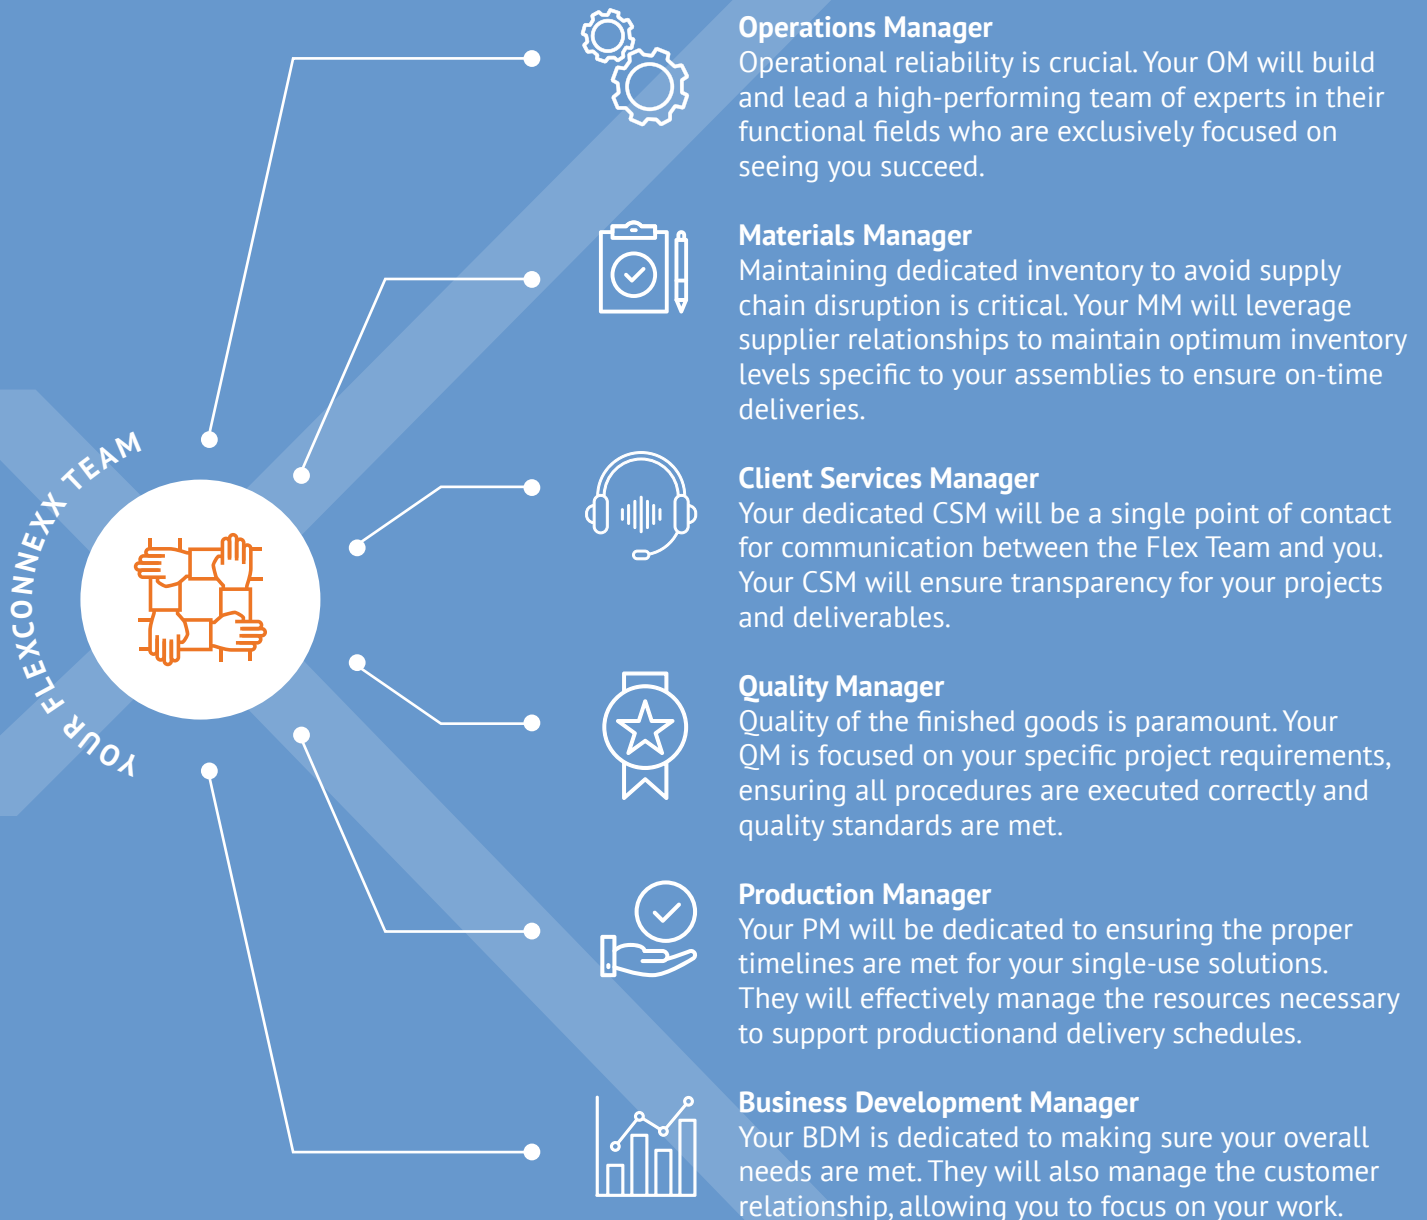 YOUR FLEXCONNEXX TEAM
Operations Manager
Operational reliability is crucial. Your OM will build
and lead a high-performing team of experts in their
functional fields who are exclusively focused on
seeing you succeed.
Materials Manager
Maintaining dedicated inventory to avoid supply
chain disruption is critical. Your MM will leverage
supplier relationships to maintain optimum inventory
levels specific to your assemblies to ensure on-time
deliveries.
Client Services Manager
Your dedicated CSM will be a single point of contact
for communication between the Flex Team and you.
Your CSM will ensure transparency for your projects
and deliverables.
Quality Manager
Quality of the finished goods is paramount. Your
QM is focused on your specific project requirements,
ensuring all procedures are executed correctly and
quality standards are met.
Production Manager
Your PM will be dedicated to ensuring the proper
timelines are met for your single-use solutions.
They will effectively manage the resources necessary
to support productionand delivery schedules.
Business Development Manager
Your BDM is dedicated to making sure your overall
needs are met. They will also manage the customer
relationship, allowing you to focus on your work.